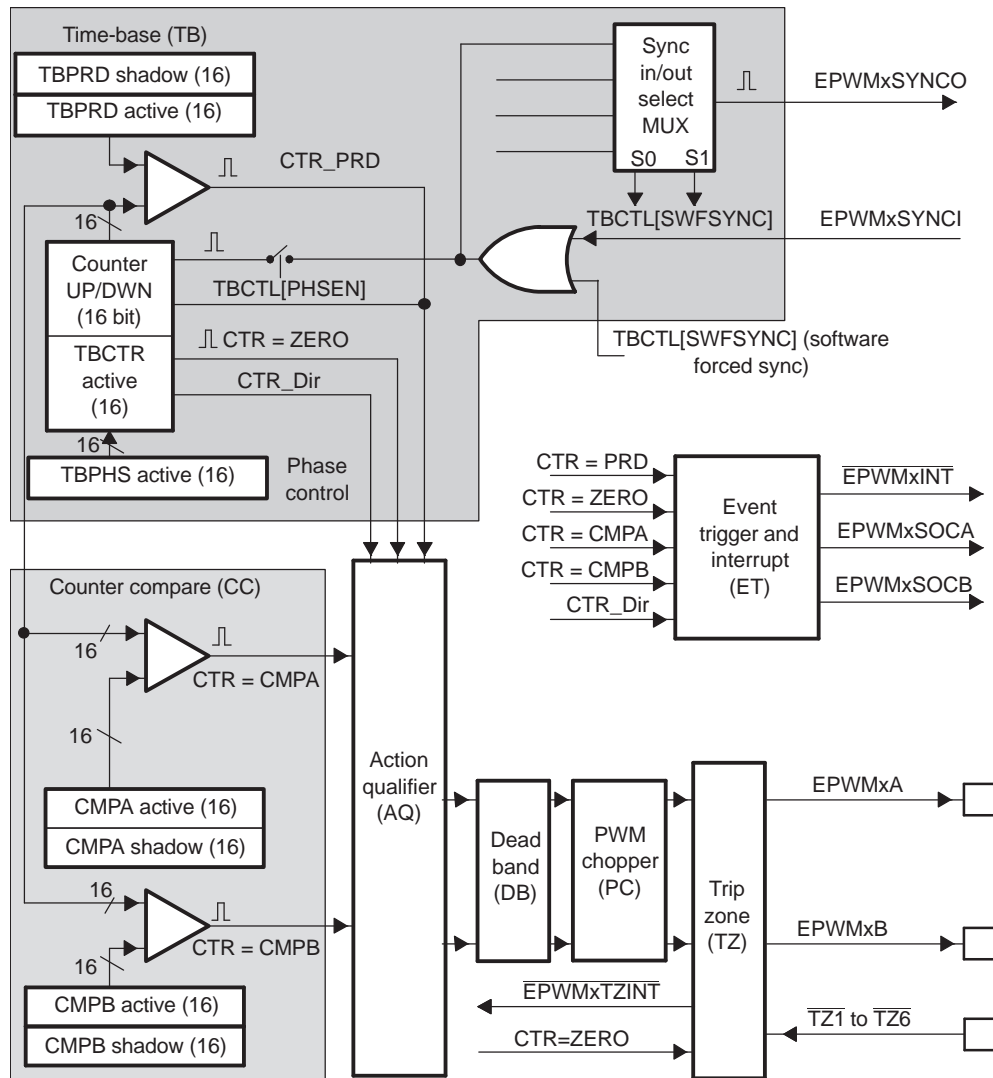 Time-base (TB)
TBPRD shadow (16)
TBPRD active (16)
CTR_PRD
16
Counter
UP/DWN
(16 bit)
TBCTR
active
(16)
TBCTL[PHSEN]
CTR = ZERO
CTR_Dir
16
TBPHS active (16)
Phase
control
Sync
in/out
select
MUX
S0 S1
EPWMxSYNCO
TBCTL[SWFSYNC]
EPWMxSYNCI
TBCTL[SWFSYNC] (software
forced sync)
CTR = PRD
CTR = ZERO
CTR = CMPA
CTR = CMPB
CTR_Dir
Event
trigger and
interrupt
(ET)
EPWMxINT
EPWMxSOCA
EPWMxSOCB
Counter compare (CC)
16
CTR = CMPA
16
CMPA active (16)
CMPA shadow (16)
16
CTR = CMPB
16
CMPB active (16)
CMPB shadow (16)
Action
qualifier
(AQ)
Dead
band
(DB)
PWM
chopper
(PC)
Trip
zone
(TZ)
EPWMxA
EPWMxB
EPWMxTZINT
TZ1 to TZ6
CTR=ZERO